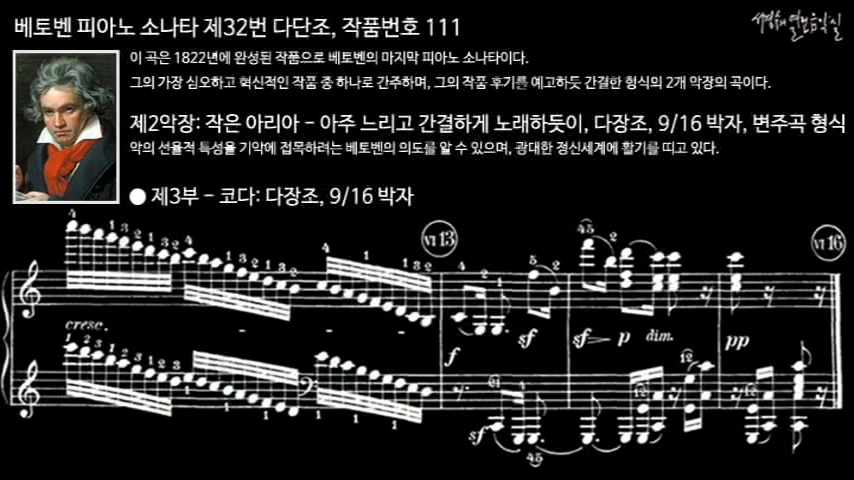 베토벤 피아노 소나타 제32번 다단조, 작품번호 111
이 곡은 1822년에 완성된 작품으로 베토벤의 마지막 피아노 소나타이다.
그의 가장 심오하고 혁신적인 작품 중 하나로 간주하며, 그의 작품 후기를 예고하듯 간결한 형식의 2개 악장의 곡이다.
제2악장: 작은 아리아 - 아주 느리고 간결하게 노래하듯이, 다장조, 9/16 박자, 변주곡 형식
악의 선율적 특성을 기악에 접목하려는 베토벤의 의도를 알 수 있으며, 광대한 정신세계에 활기를 띠고 있다.
● 제3부 - 코다: 다장조, 9/16 박자
VI 13
VI 16
cresc.
f
sf
sf
p
dim.
pp
sf